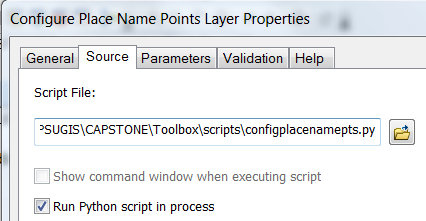 Configure Place Name Points Layer Properties
General Source Parameters Validation Help
Script File:
PSUGIS\CAPSTONE\Toolbox\scripts\configplacenamepts.py
Show command window when executing script
Run Python script in process